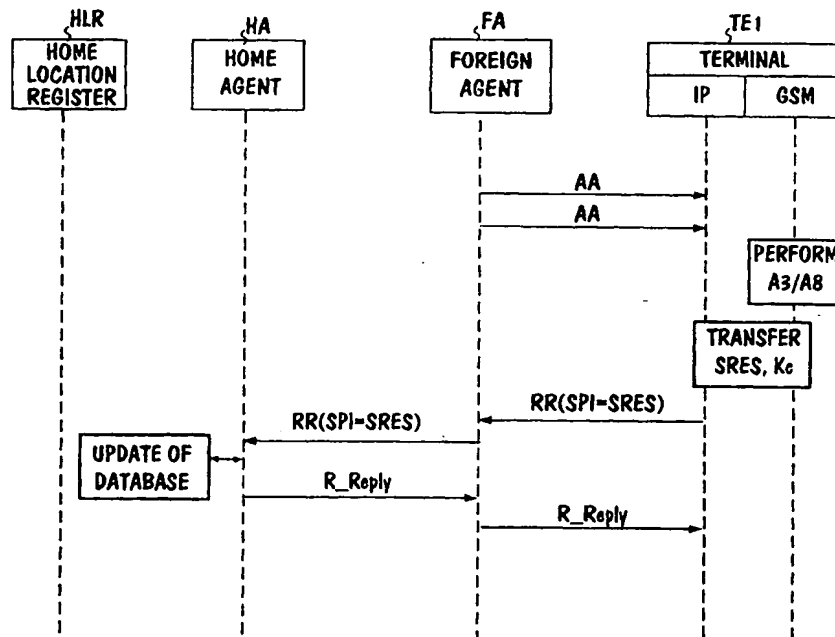 HLR
HA
FA
TE1
HOME
LOCATION
REGISTER
HOME
AGENT
FOREIGN
AGENT
TERMINAL
IP
GSM
AA
AA
PERFORM
A3/A8
TRANSFER
SRES, Kc
RR(SPI=SRES)
RR(SPI=SRES)
UPDATE OF
DATABASE
R_Reply
R_Reply